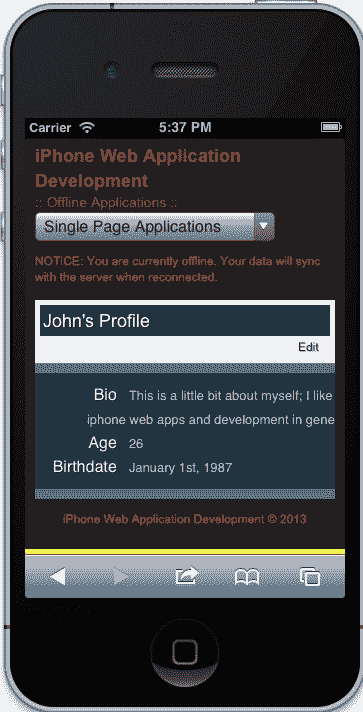 Carrier 5:37 PM
iPhone Web Application
Development
:: Offline Applications ::
Single Page Applications
NOTICE: You are currently offline. Your data will sync
with the server when reconnected.
John's Profile
Edit
Bio This is a little bit about myself; I like
iphone web apps and development in gene
Age 26
Birthdate January 1st, 1987
iPhone Web Application Development © 2013